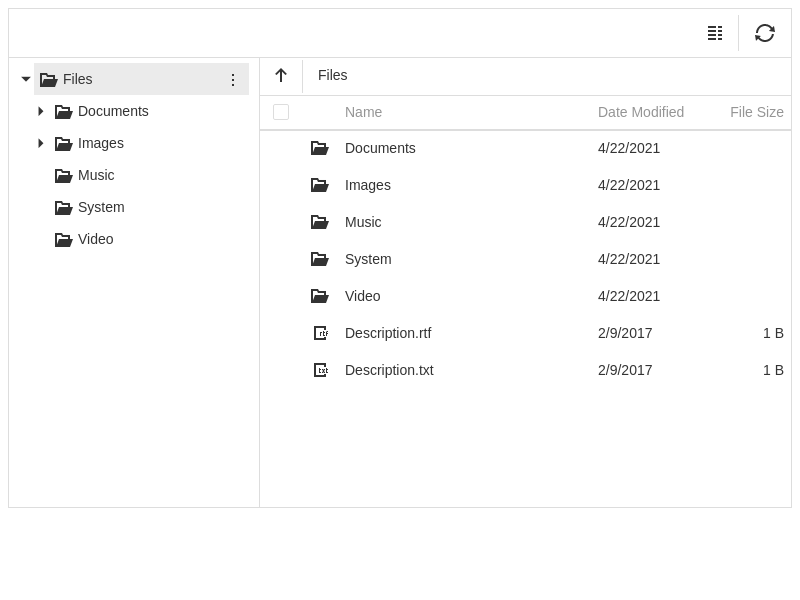 Files
Documents
Images
Music
System
Video
Files
Name Date Modified File Size
Documents 4/22/2021
Images 4/22/2021
Music 4/22/2021
System 4/22/2021
Video 4/22/2021
rtf Description.rtf 2/9/2017 1 B
txt Description.txt 2/9/2017 1 B